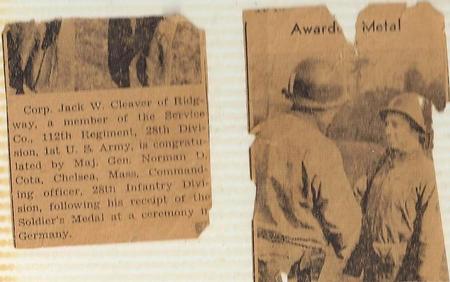 Corp. Jack W. Cleaver of Ridg-
way, a member of the Service
Co., 112th Regiment, 28th Divi-
sion, 1st U. S. Army, is congratu-
lated by Maj. Gen. Norman D.
Cota, Chelsea, Mass, Command-
ing officer, 28th Infantry Divi-
sion, following his receipt of the
Soldier's Medal at a ceremony in
Germany.
Awarde Metal